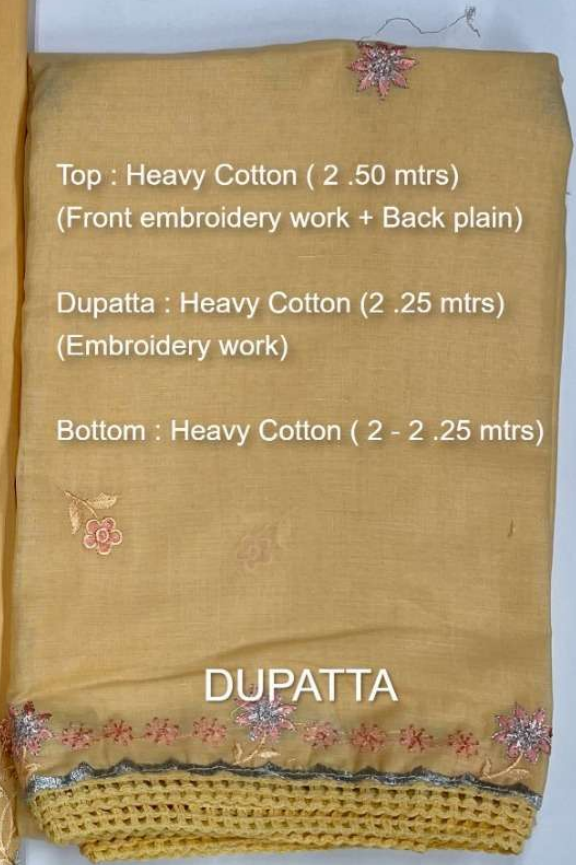 Top : Heavy Cotton ( 2 .50 mtrs)
(Front embroidery work + Back plain)
Dupatta : Heavy Cotton (2 .25 mtrs)
(Embroidery work)
Bottom : Heavy Cotton ( 2 - 2 .25 mtrs)
DUPATTA